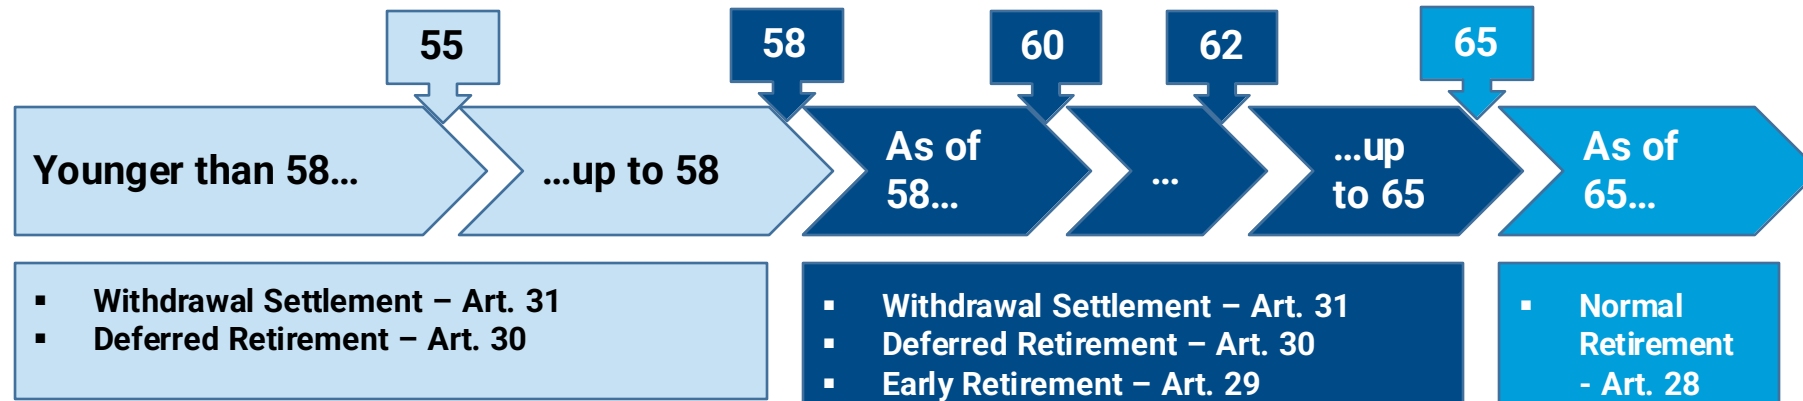 55
58
60
62
65
Younger than 58...
...up to 58
As of
58...
...
...up
to 65
As of
65...
▪ Withdrawal Settlement – Art. 31
▪ Deferred Retirement – Art. 30
▪ Withdrawal Settlement – Art. 31
▪ Deferred Retirement – Art. 30
▪ Early Retirement – Art. 29
▪ Normal
Retirement
- Art. 28